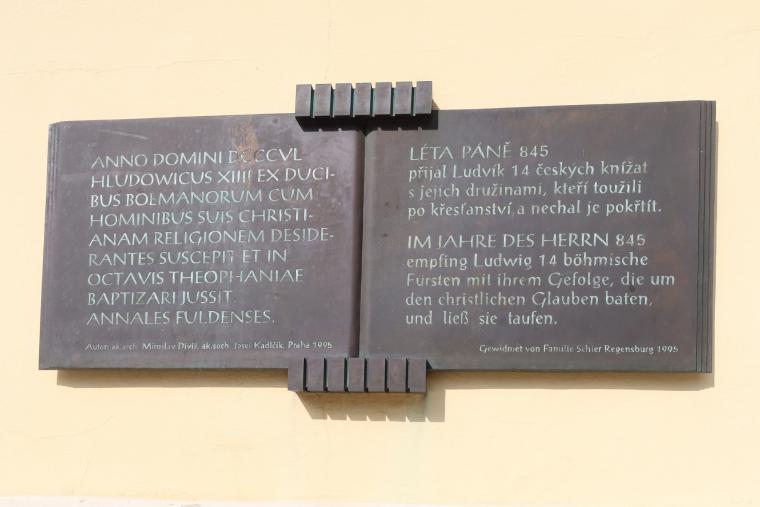 ANNO DOMINI DCCCVL
HLUDOWICUS XIIII EX DUCI-
BUS BOEMANORUM CUM
HOMINIBUS SUIS CHRISTI-
ANAM RELIGIONEM DESIDE-
RANTES SUSCEPIT ET IN
OCTAVIS THEOPHANIAE
BAPTIZARI JUSSIT.
ANNALES FULDENSES.
Autor: ak.arch. Miroslav Diviš, ak.soch. Josef Kadlčík, Praha 1995
LÉTA PÁNĚ 845
přijal Ludvík 14 českých knížat
s jejich družinami, kteří toužili
po křesťanství a nechal je pokřtít.
IM JAHRE DES HERRN 845
empfing Ludwig 14 böhmische
Fürsten mit ihrem Gefolge, die um
den christlichen Glauben baten,
und ließ sie taufen.
Gewidmet von Familie Schier Regensburg 1995